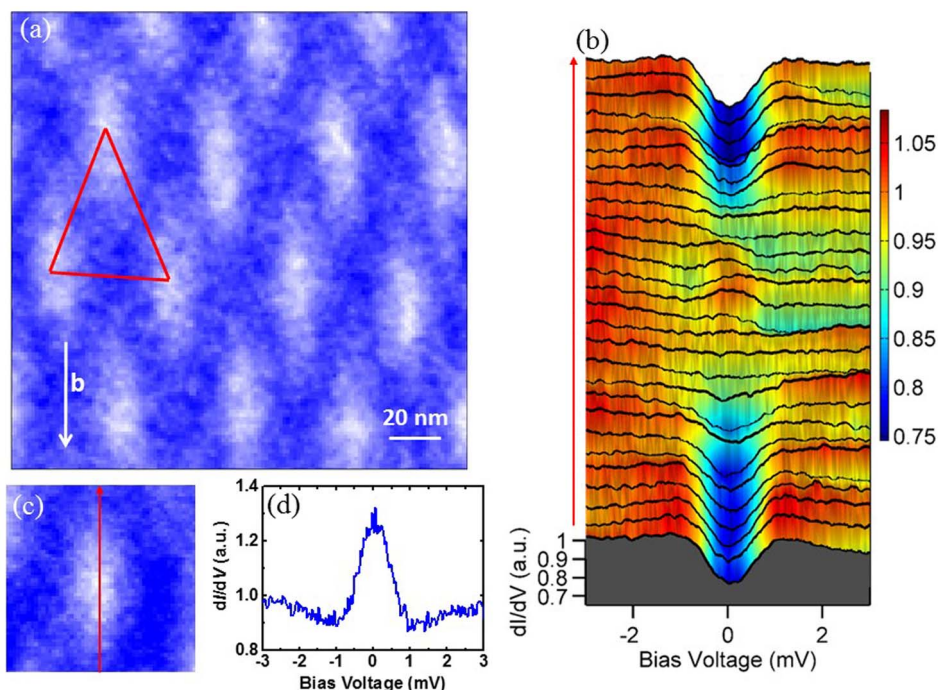 (a)
b
20 nm
(b)
1.05
1
0.95
0.9
0.85
0.8
0.75
dI/dV (a.u.)
1
0.9
0.8
0.7
-2 0 2
Bias Voltage (mV)
(c)
(d)
dI/dV (a.u.)
1.4
1.2
1.0
0.8
-3 -2 -1 0 1 2 3
Bias Voltage (mV)